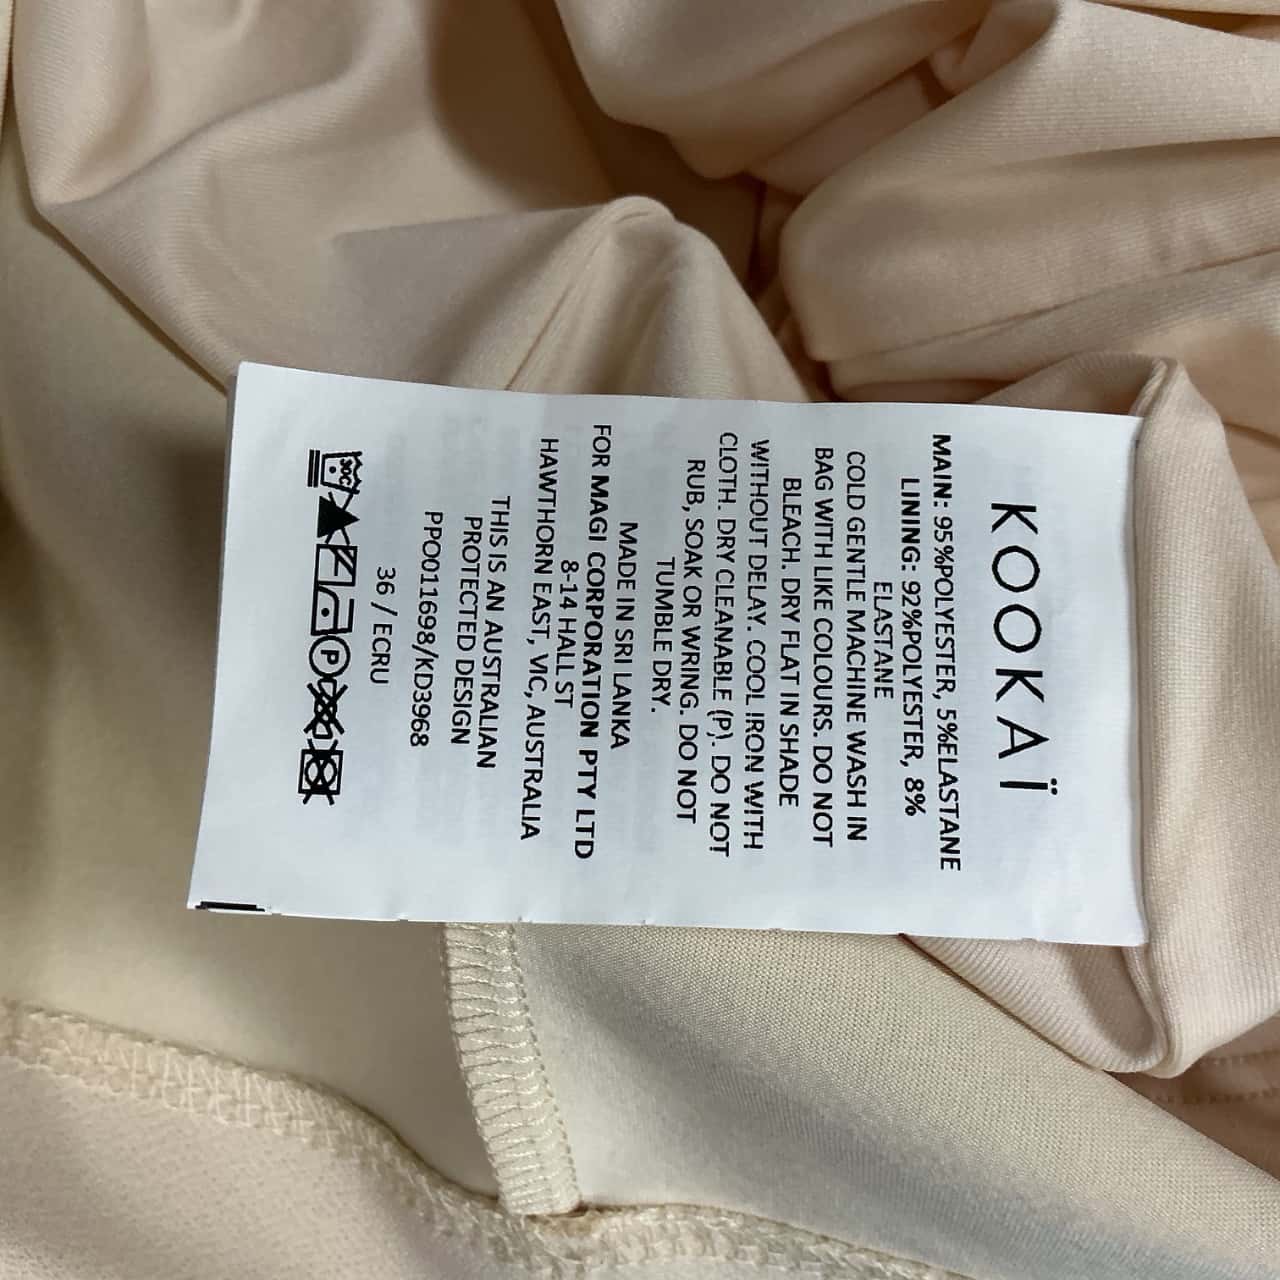 KOOKAÏ
MAIN: 95%POLYESTER, 5%ELASTANE
LINING: 92%POLYESTER, 8%
ELASTANE
COLD GENTLE MACHINE WASH IN
BAG WITH LIKE COLOURS. DO NOT
BLEACH. DRY FLAT IN SHADE
WITHOUT DELAY. COOL IRON WITH
CLOTH. DRY CLEANABLE (P). DO NOT
RUB, SOAK OR WRING. DO NOT
TUMBLE DRY.
MADE IN SRI LANKA
FOR MAGI CORPORATION PTY LTD
8-14 HALL ST
HAWTHORN EAST, VIC, AUSTRALIA
THIS IS AN AUSTRALIAN
PROTECTED DESIGN
PPO011698/KD3968
36 / ECRU
30C
P